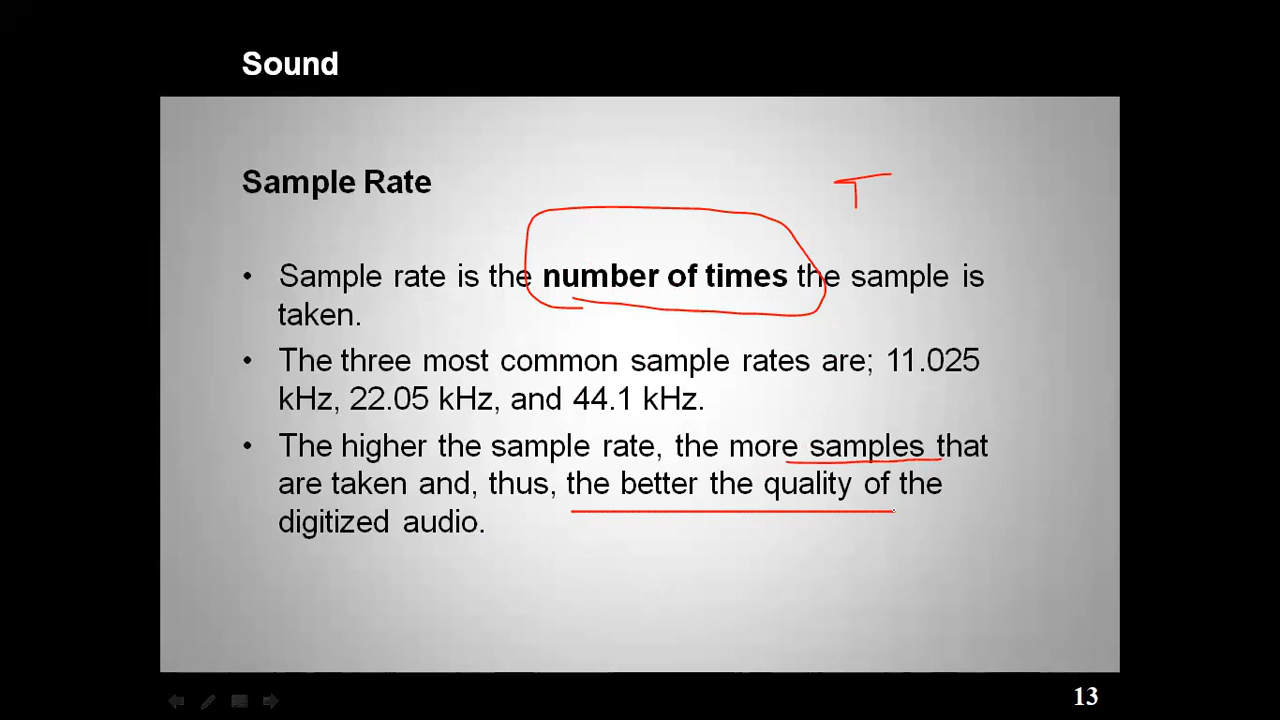 Sound
Sample Rate
T
• Sample rate is the number of times the sample is
taken.
• The three most common sample rates are; 11.025
kHz, 22.05 kHz, and 44.1 kHz.
• The higher the sample rate, the more samples that
are taken and, thus, the better the quality of the
digitized audio.
13